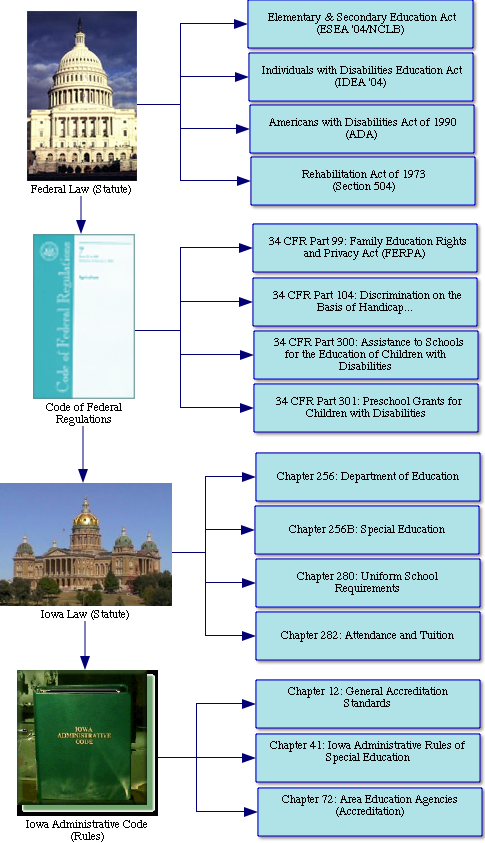 Elementary & Secondary Education Act
(ESEA '04/NCLB)
Individuals with Disabilities Education Act
(IDEA '04)
Americans with Disabilities Act of 1990
(ADA)
Rehabilitation Act of 1973
(Section 504)
Federal Law (Statute)
34 CFR Part 99: Family Education Rights
and Privacy Act (FERPA)
34 CFR Part 104: Discrimination on the
Basis of Handicap...
34 CFR Part 300: Assistance to Schools
for the Education of Children with
Disabilities
34 CFR Part 301: Preschool Grants for
Children with Disabilities
Code of Federal Regulations
Agriculture
Code of Federal
Regulations
Chapter 256: Department of Education
Chapter 256B: Special Education
Chapter 280: Uniform School
Requirements
Chapter 282: Attendance and Tuition
Iowa Law (Statute)
Chapter 12: General Accreditation
Standards
Chapter 41: Iowa Administrative Rules of
Special Education
Chapter 72: Area Education Agencies
(Accreditation)
IOWA
ADMINISTRATIVE
CODE
Iowa Administrative Code
(Rules)